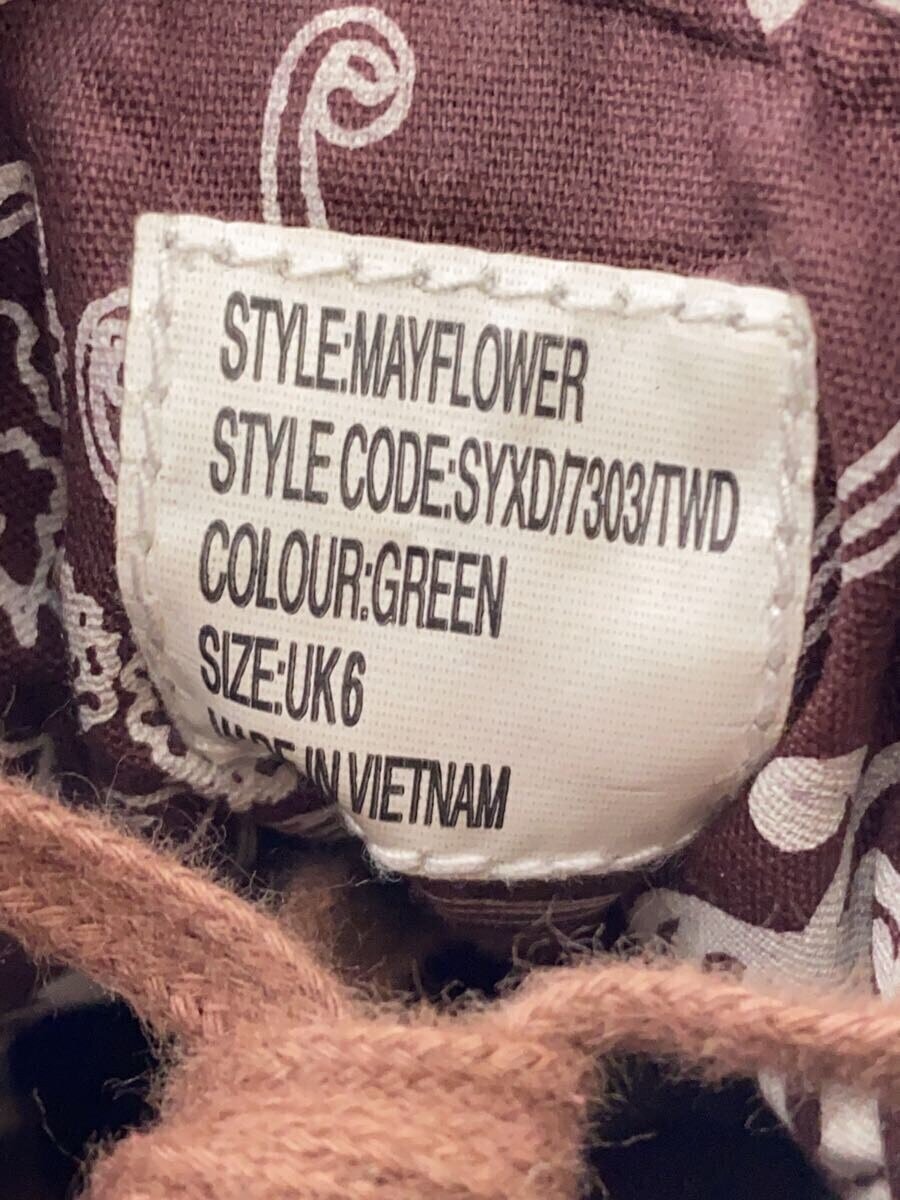 STYLE:MAYFLOWER
STYLE CODE:SYXD/7303/TWD
COLOUR:GREEN
SIZE:UK6
MADE IN VIETNAM